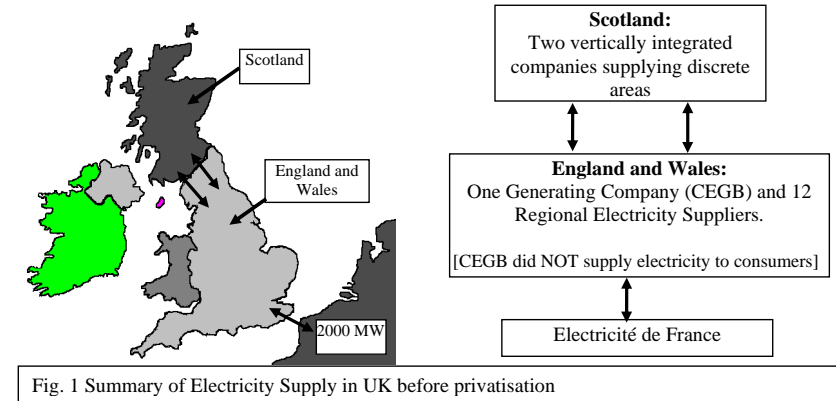 Scotland
England and
Wales
2000 MW
Scotland:
Two vertically integrated
companies supplying discrete
areas
England and Wales:
One Generating Company (CEGB) and 12
Regional Electricity Suppliers.
[CEGB did NOT supply electricity to consumers]
Electricité de France
Fig. 1 Summary of Electricity Supply in UK before privatisation